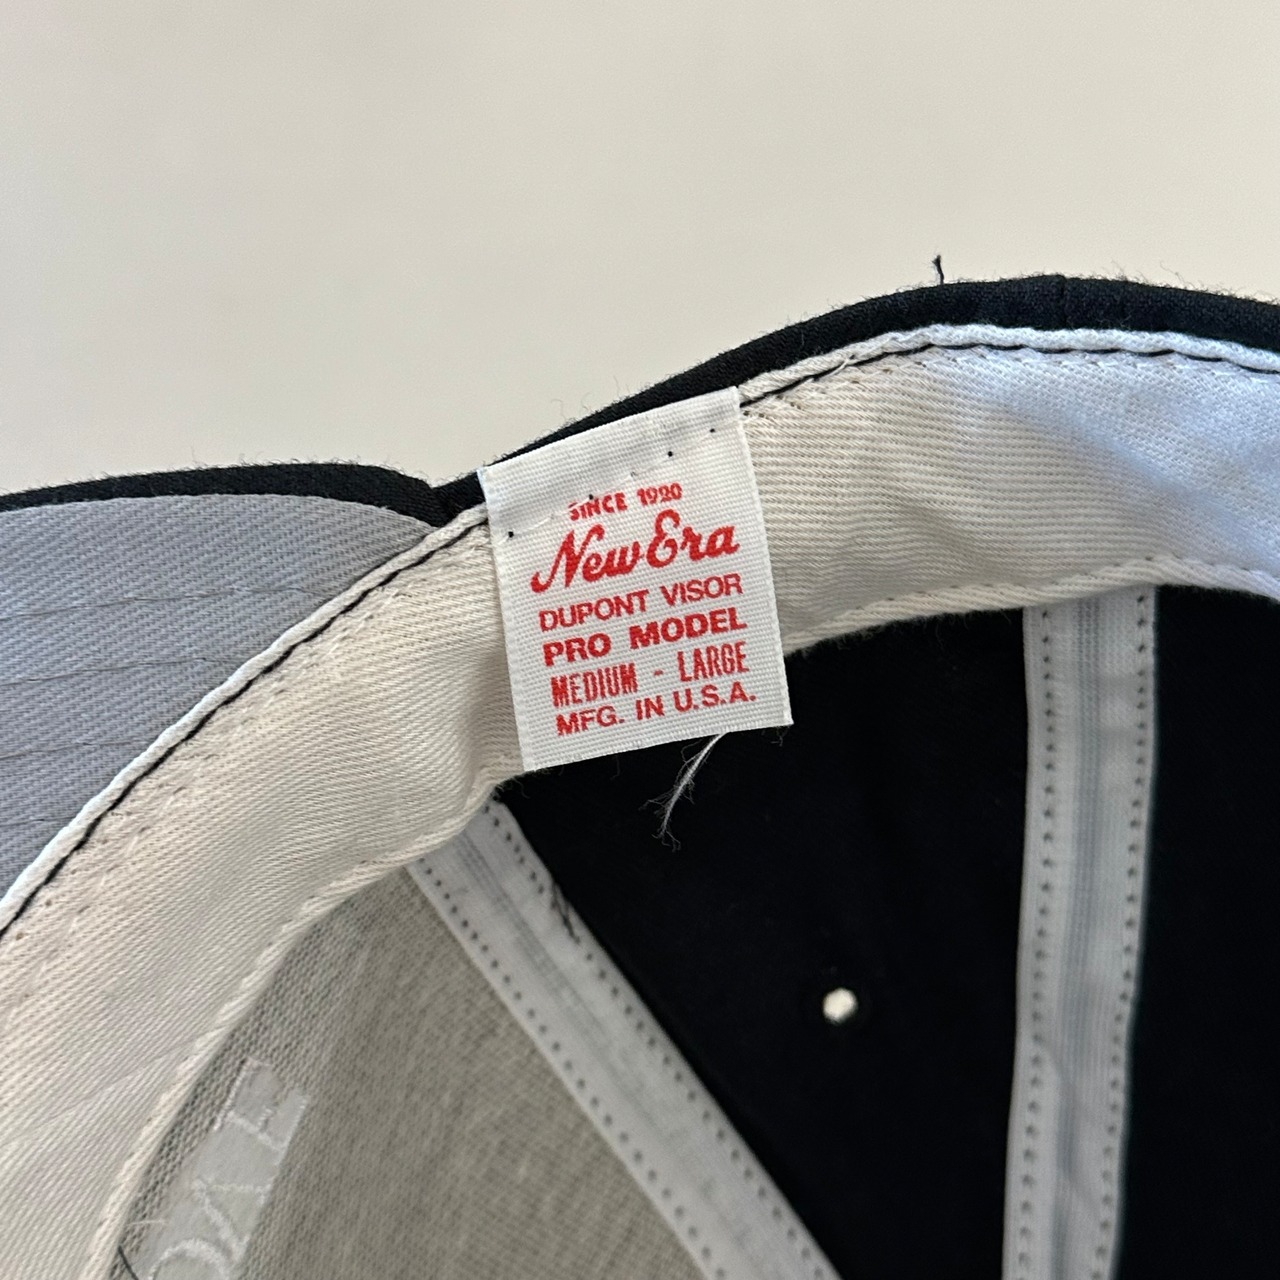 SINCE 1920
New Era
DUPONT VISOR
PRO MODEL
MEDIUM - LARGE
MFG. IN U.S.A.